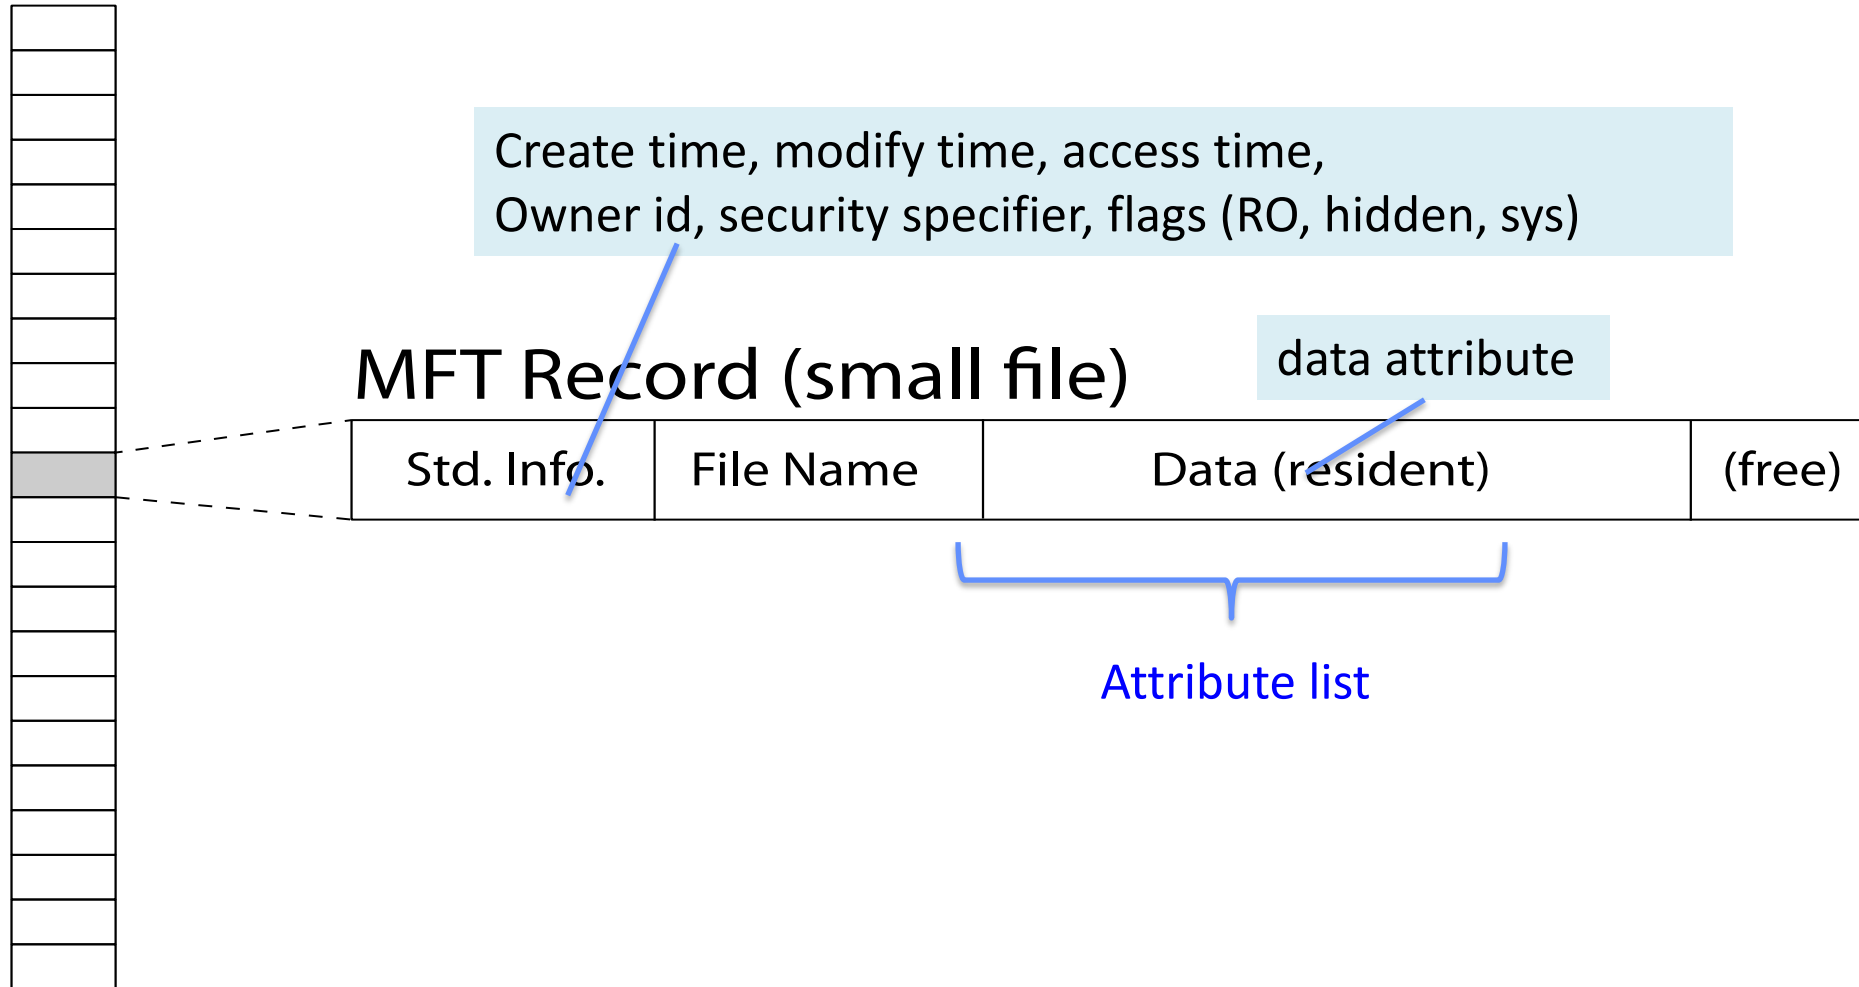 Create time, modify time, access time,
Owner id, security specifier, flags (RO, hidden, sys)
MFT Record (small file)
data attribute
Std. Info.
File Name
Data (resident)
(free)
Attribute list